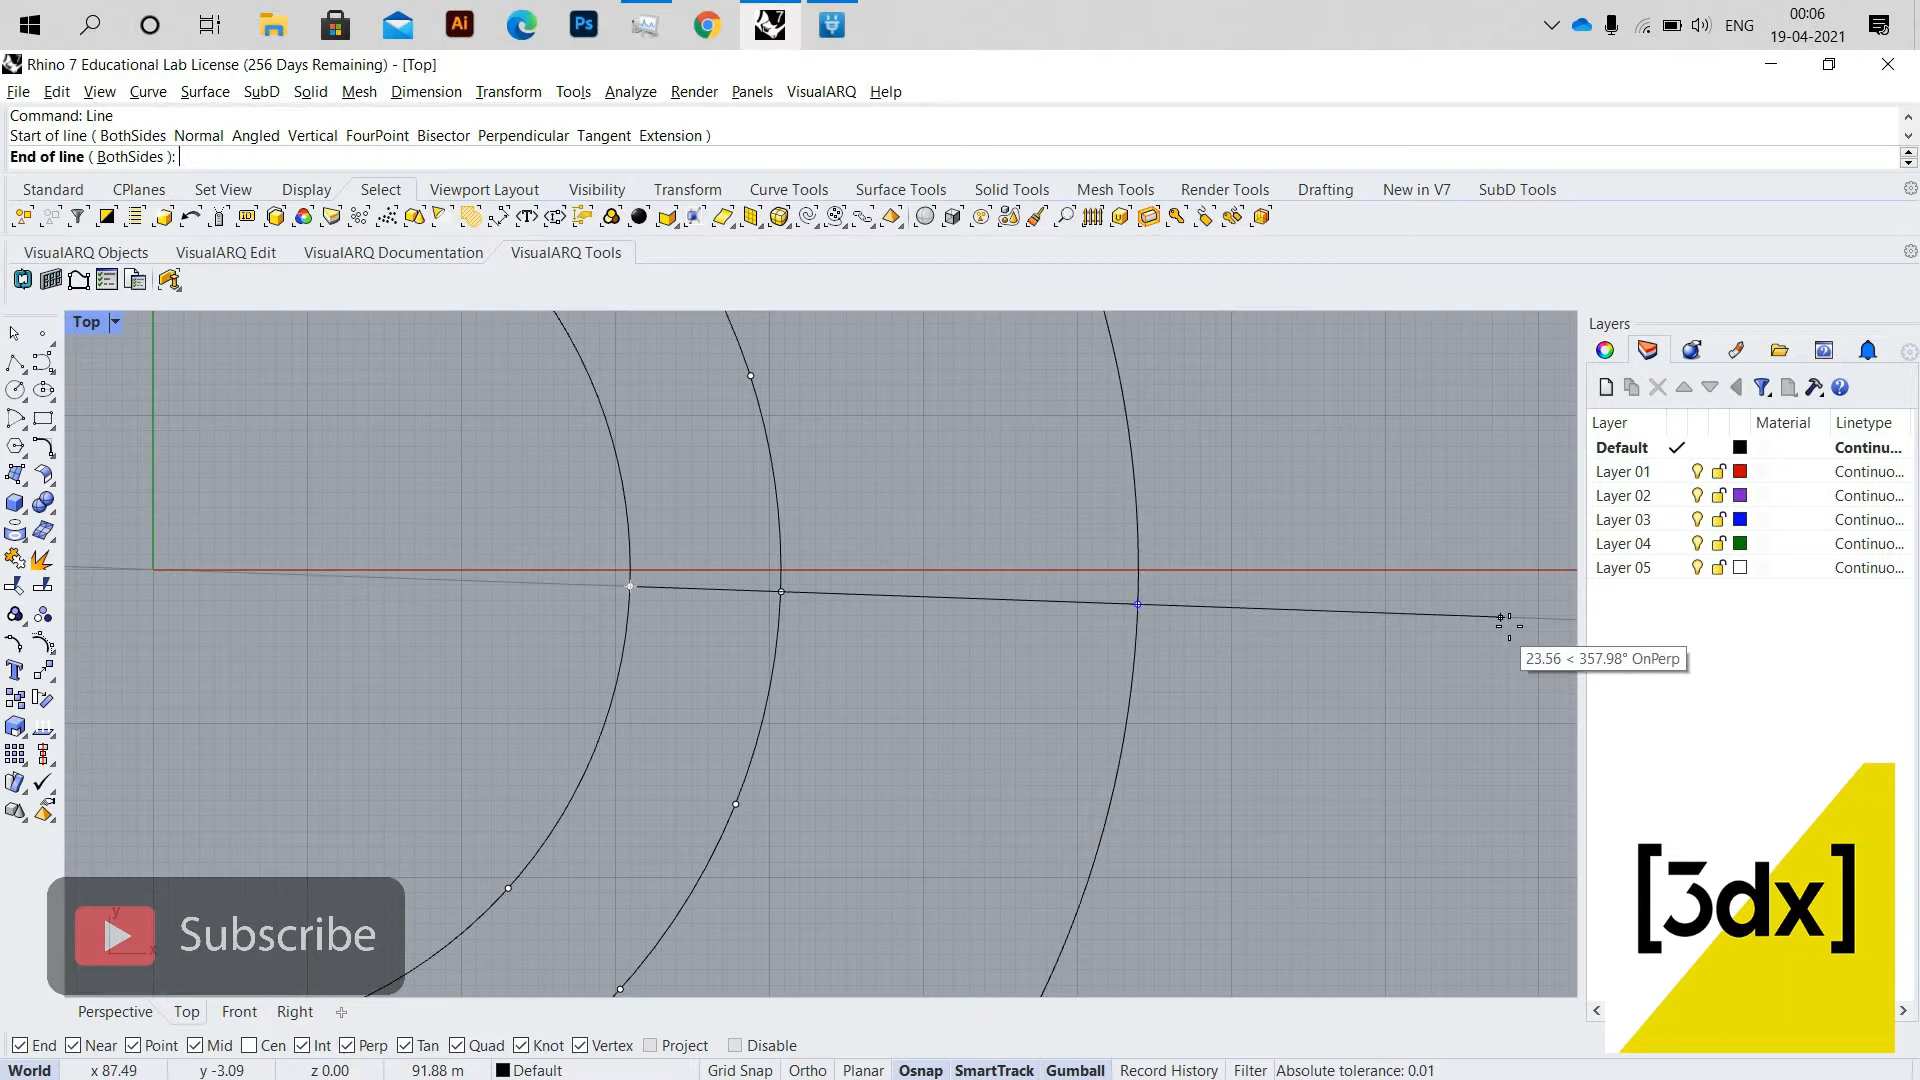 ENG
00:06
19-04-2021
Rhino 7 Educational Lab License (256 Days Remaining) - [Top]
File Edit View Curve Surface SubD Solid Mesh Dimension Transform Tools Analyze Render Panels VisualARQ Help
Command: Line
Start of line ( BothSides Normal Angled Vertical FourPoint Bisector Perpendicular Tangent Extension )
End of line ( BothSides ):
Standard CPlanes Set View Display Select Viewport Layout Visibility Transform Curve Tools Surface Tools Solid Tools Mesh Tools Render Tools Drafting New in V7 SubD Tools
VisualARQ Objects VisualARQ Edit VisualARQ Documentation VisualARQ Tools
Top
Layers
Layer Material Linetype
Default Continu...
Layer 01 Continuo...
Layer 02 Continuo...
Layer 03 Continuo...
Layer 04 Continuo...
Layer 05 Continuo...
23.56 < 357.98° OnPerp
Subscribe
y
x
[3dx]
Perspective Top Front Right
End Near Point Mid Cen Int Perp Tan Quad Knot Vertex Project Disable
World x 87.49 y -3.09 z 0.00 91.88 m Default Grid Snap Ortho Planar Osnap SmartTrack Gumball Record History Filter Absolute tolerance: 0.01